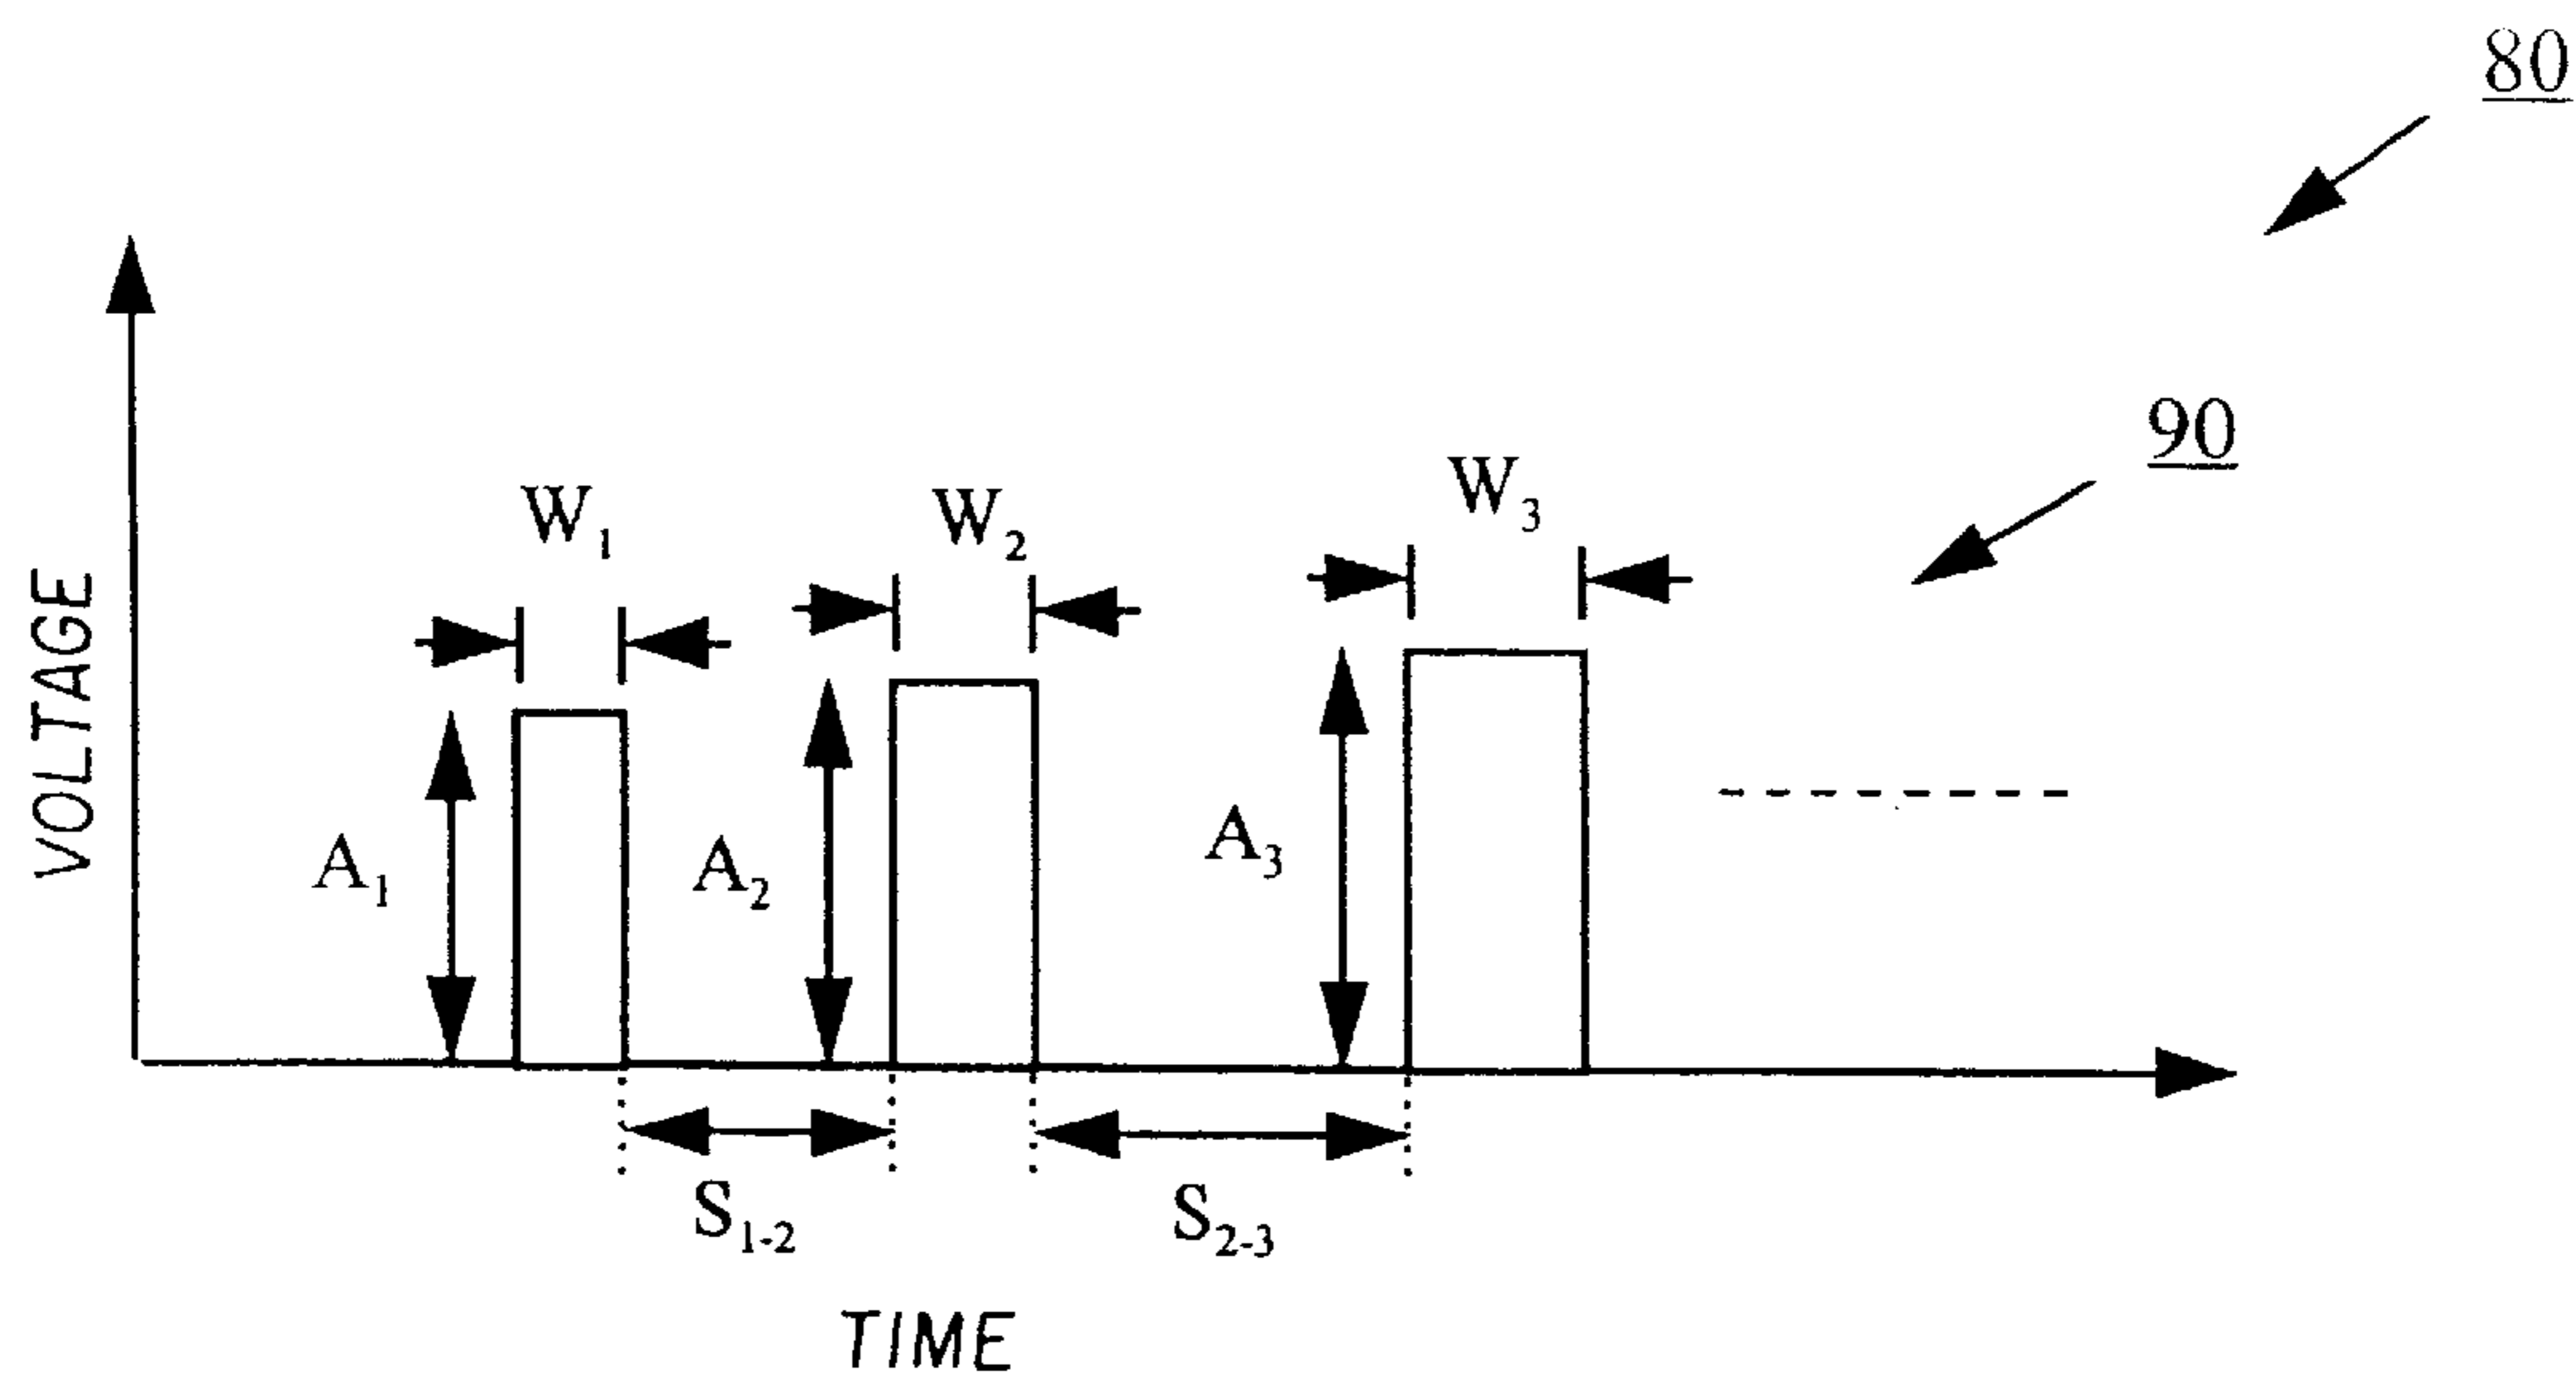 80
90
W₁
W₂
W₃
VOLTAGE
A₁
A₂
A₃
S₁₋₂
S₂₋₃
TIME